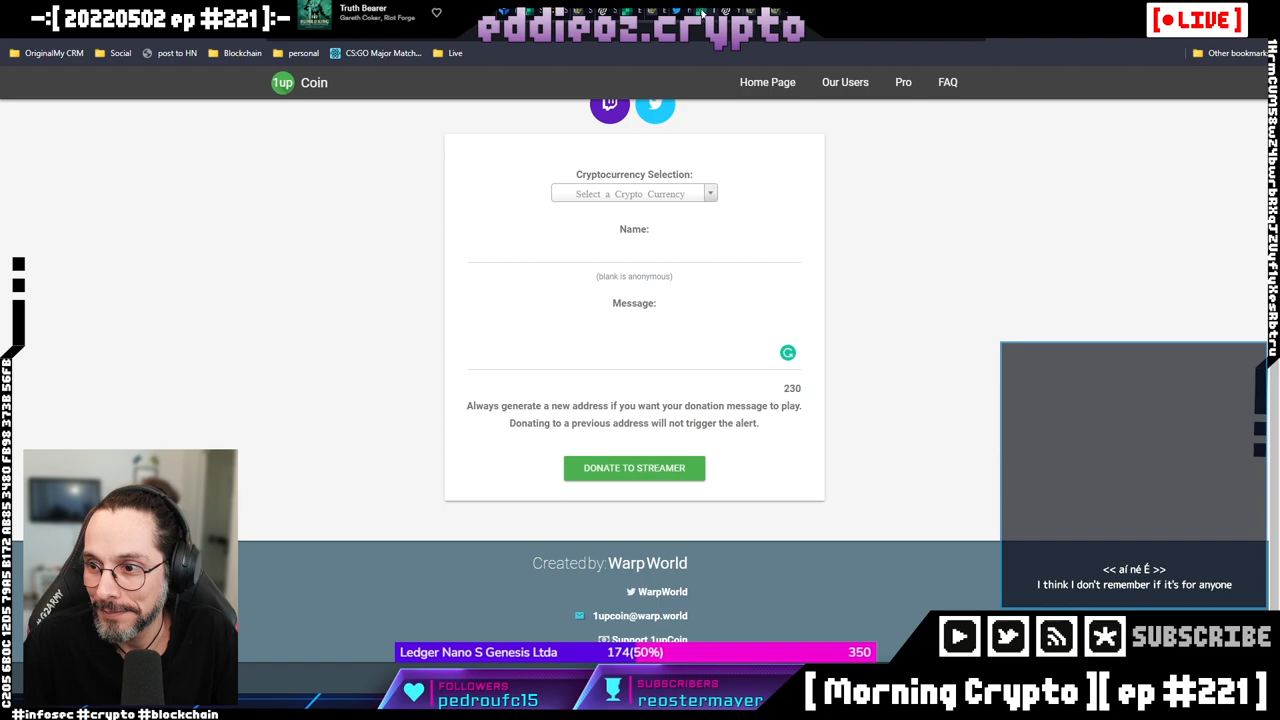 -:[ 20220502 ep #221 ]:-
Truth Bearer
Gareth Coker, Riot Forge
eddieoz.crypto
[● LIVE]
OriginalMy CRM
Social
post to HN
Blockchain
personal
CS:GO Major Match...
Live
Other bookmark
1up Coin
Home Page
Our Users
Pro
FAQ
Cryptocurrency Selection:
Select a Crypto Currency
Name:
(blank is anonymous)
Message:
230
Always generate a new address if you want your donation message to play.
Donating to a previous address will not trigger the alert.
DONATE TO STREAMER
Created by: WarpWorld
WarpWorld
1upcoin@warp.world
Support 1upCoin
<< aí né É >>
I think I don't remember if it's for anyone
SUBSCRIBE
Ledger Nano S Genesis Ltda
174(50%)
350
FOLLOWERS
pedroufc15
SUBSCRIBERS
reostermayer
[ Morning Crypto ][ ep #221 ]
#infosec #crypto #blockchain